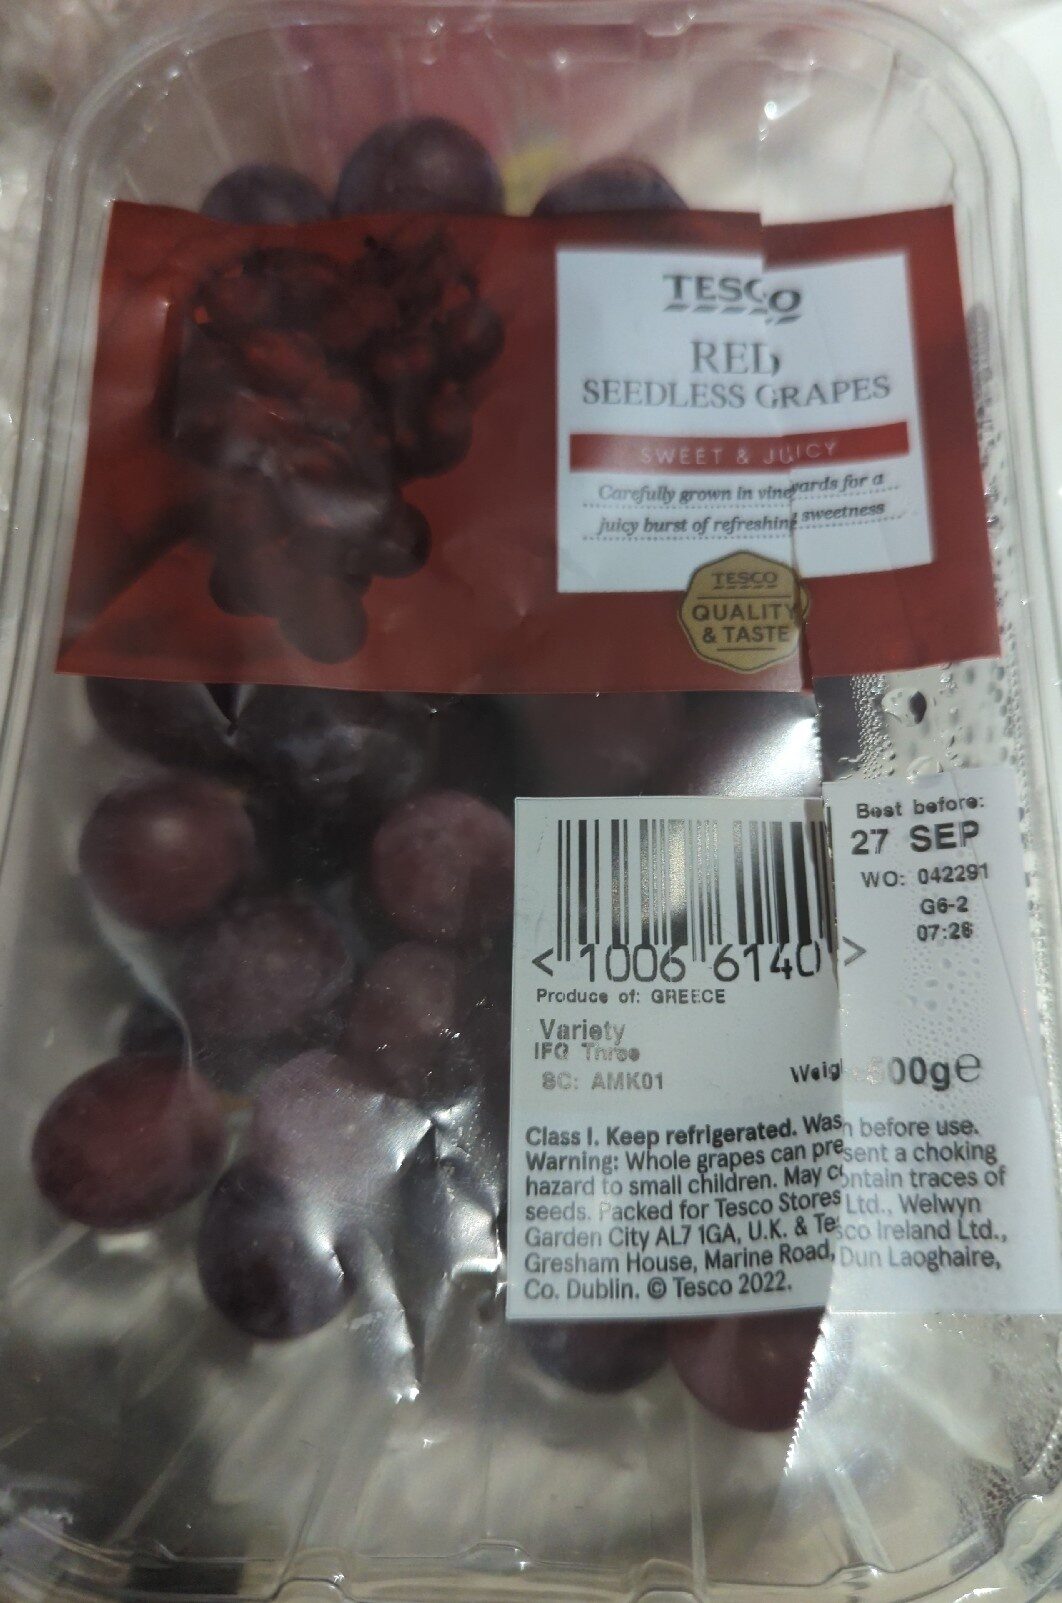 TESCO
RED
SEEDLESS GRAPES
SWEET & JUICY
Carefully grown in vineyards for a
juicy burst of refreshing sweetness
TESCO
QUALITY
& TASTE
Best before:
27 SEP
WO: 042291
G6-2
07:26
<1006 6140>
Produce of: GREECE
Variety
IFG Three
SC: AMK01
Weig 500g℮
Class I. Keep refrigerated. Wash before use.
Warning: Whole grapes can present a choking
hazard to small children. May contain traces of
seeds. Packed for Tesco Stores Ltd., Welwyn
Garden City AL7 1GA, U.K. & Tesco Ireland Ltd.,
Gresham House, Marine Road, Dun Laoghaire,
Co. Dublin. © Tesco 2022.